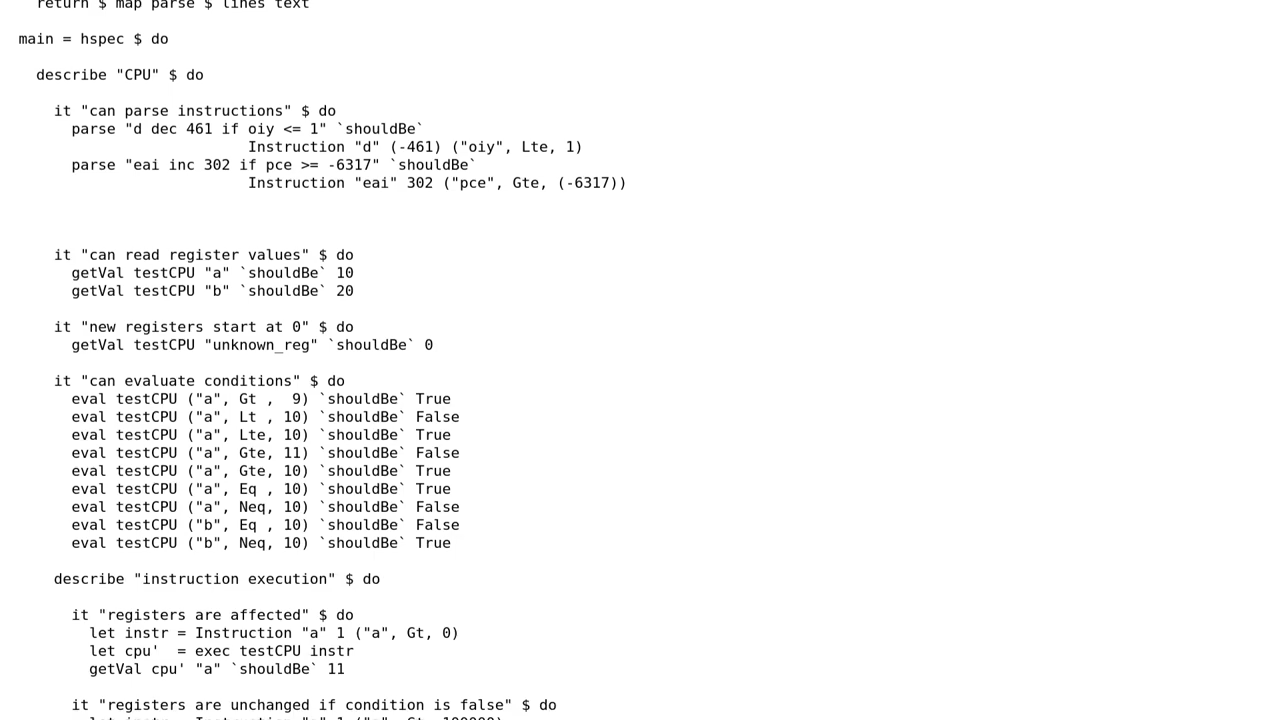 return $ map parse $ lines text
main = hspec $ do
describe "CPU" $ do
it "can parse instructions" $ do
parse "d dec 461 if oiy <= 1" `shouldBe`
Instruction "d" (-461) ("oiy", Lte, 1)
parse "eai inc 302 if pce >= -6317" `shouldBe`
Instruction "eai" 302 ("pce", Gte, (-6317))
it "can read register values" $ do
getVal testCPU "a" `shouldBe` 10
getVal testCPU "b" `shouldBe` 20
it "new registers start at 0" $ do
getVal testCPU "unknown_reg" `shouldBe` 0
it "can evaluate conditions" $ do
eval testCPU ("a", Gt ,  9) `shouldBe` True
eval testCPU ("a", Lt , 10) `shouldBe` False
eval testCPU ("a", Lte, 10) `shouldBe` True
eval testCPU ("a", Gte, 11) `shouldBe` False
eval testCPU ("a", Gte, 10) `shouldBe` True
eval testCPU ("a", Eq , 10) `shouldBe` True
eval testCPU ("a", Neq, 10) `shouldBe` False
eval testCPU ("b", Eq , 10) `shouldBe` False
eval testCPU ("b", Neq, 10) `shouldBe` True
describe "instruction execution" $ do
it "registers are affected" $ do
let instr = Instruction "a" 1 ("a", Gt, 0)
let cpu'  = exec testCPU instr
getVal cpu' "a" `shouldBe` 11
it "registers are unchanged if condition is false" $ do